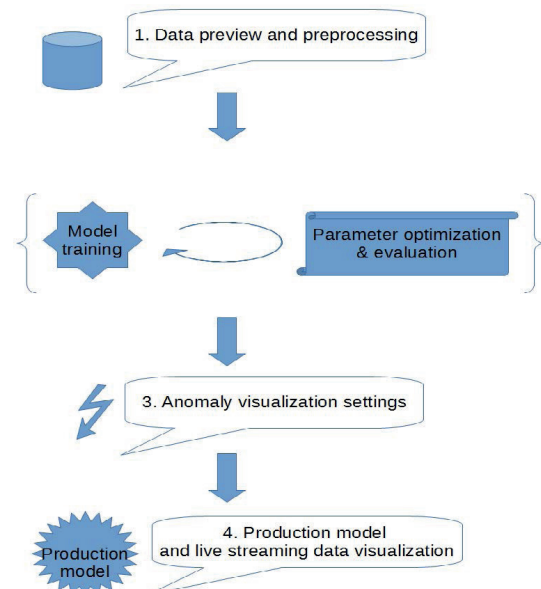 1. Data preview and preprocessing
Model
training
Parameter optimization
& evaluation
3. Anomaly visualization settings
4. Production model
and live streaming data visualization
Production
model